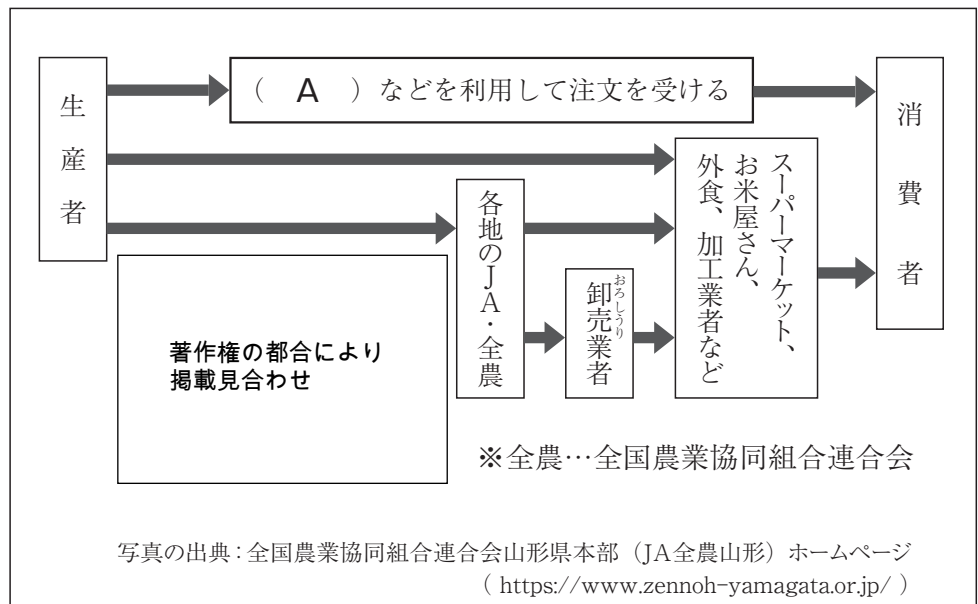 生産者
（　A　）などを利用して注文を受ける
消費者
スーパーマーケット、
お米屋さん、
外食、加工業者など
各地のJA・全農
卸売業者
おろしうり
著作権の都合により
掲載見合わせ
※全農…全国農業協同組合連合会
写真の出典：全国農業協同組合連合会山形県本部（JA全農山形）ホームページ
（ https://www.zennoh-yamagata.or.jp/ ）